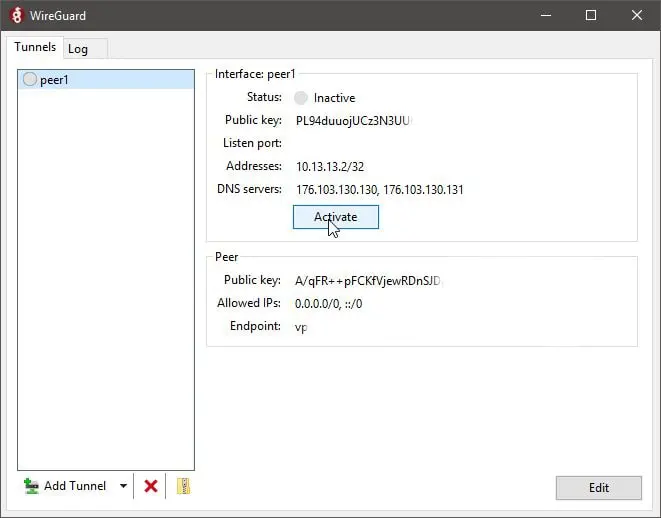 WireGuard
Tunnels Log
peer1
Interface: peer1
Status: Inactive
Public key: PL94duuojUCz3N3UU
Listen port:
Addresses: 10.13.13.2/32
DNS servers: 176.103.130.130, 176.103.130.131
Activate
Peer
Public key: A/qFR++pFCKfVjewRDnSJD
Allowed IPs: 0.0.0.0/0, ::/0
Endpoint: vp
Add Tunnel
Edit